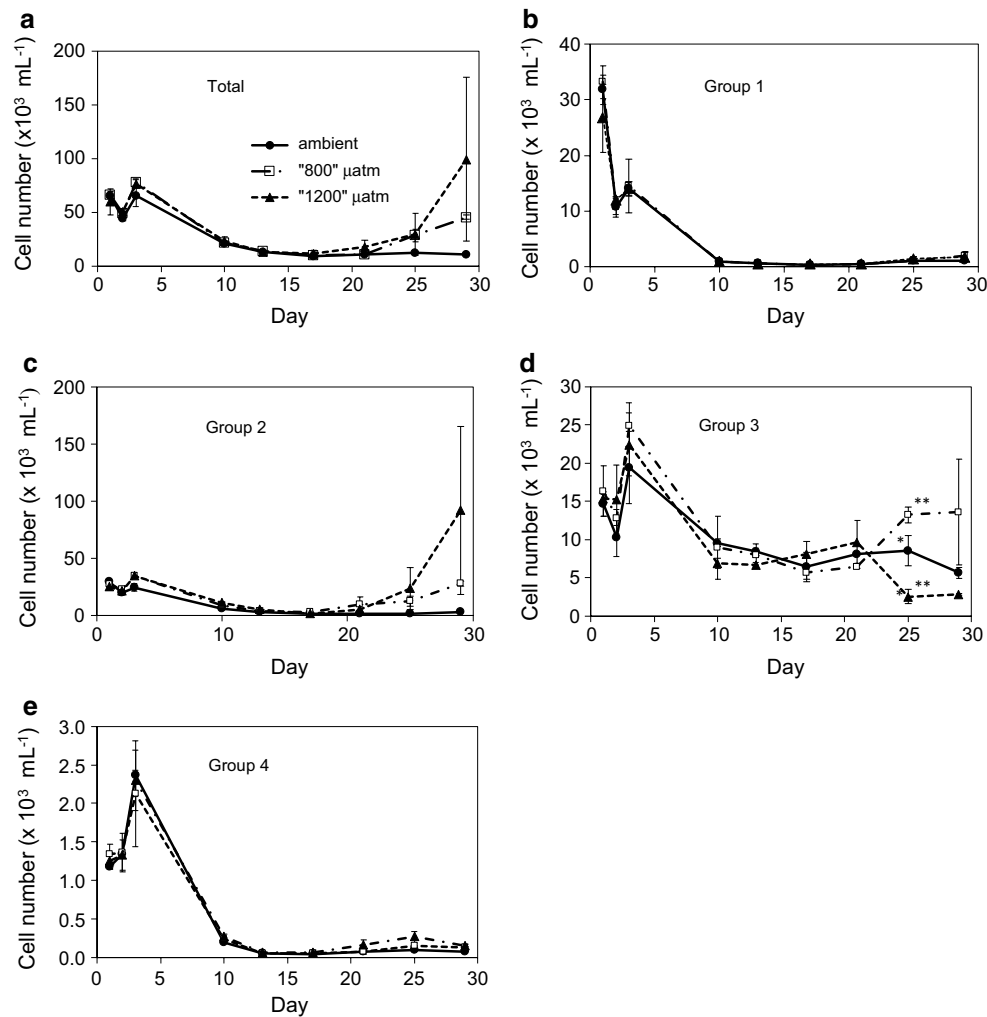 a
Cell number (x10³ mL⁻¹)
200
150
100
50
0
Total
ambient
"800" µatm
"1200" µatm
0 5 10 15 20 25 30
Day
b
Cell number (x 10³ mL⁻¹)
40
30
20
10
0
Group 1
0 5 10 15 20 25 30
Day
c
Cell number (x 10³ mL⁻¹)
200
150
100
50
0
Group 2
0 10 20 30
Day
d
Cell number (x 10³ mL⁻¹)
30
25
20
15
10
5
0
Group 3
**
*
**
*
0 5 10 15 20 25 30
Day
e
Cell number (x 10³ mL⁻¹)
3.0
2.5
2.0
1.5
1.0
0.5
0.0
Group 4
0 5 10 15 20 25 30
Day